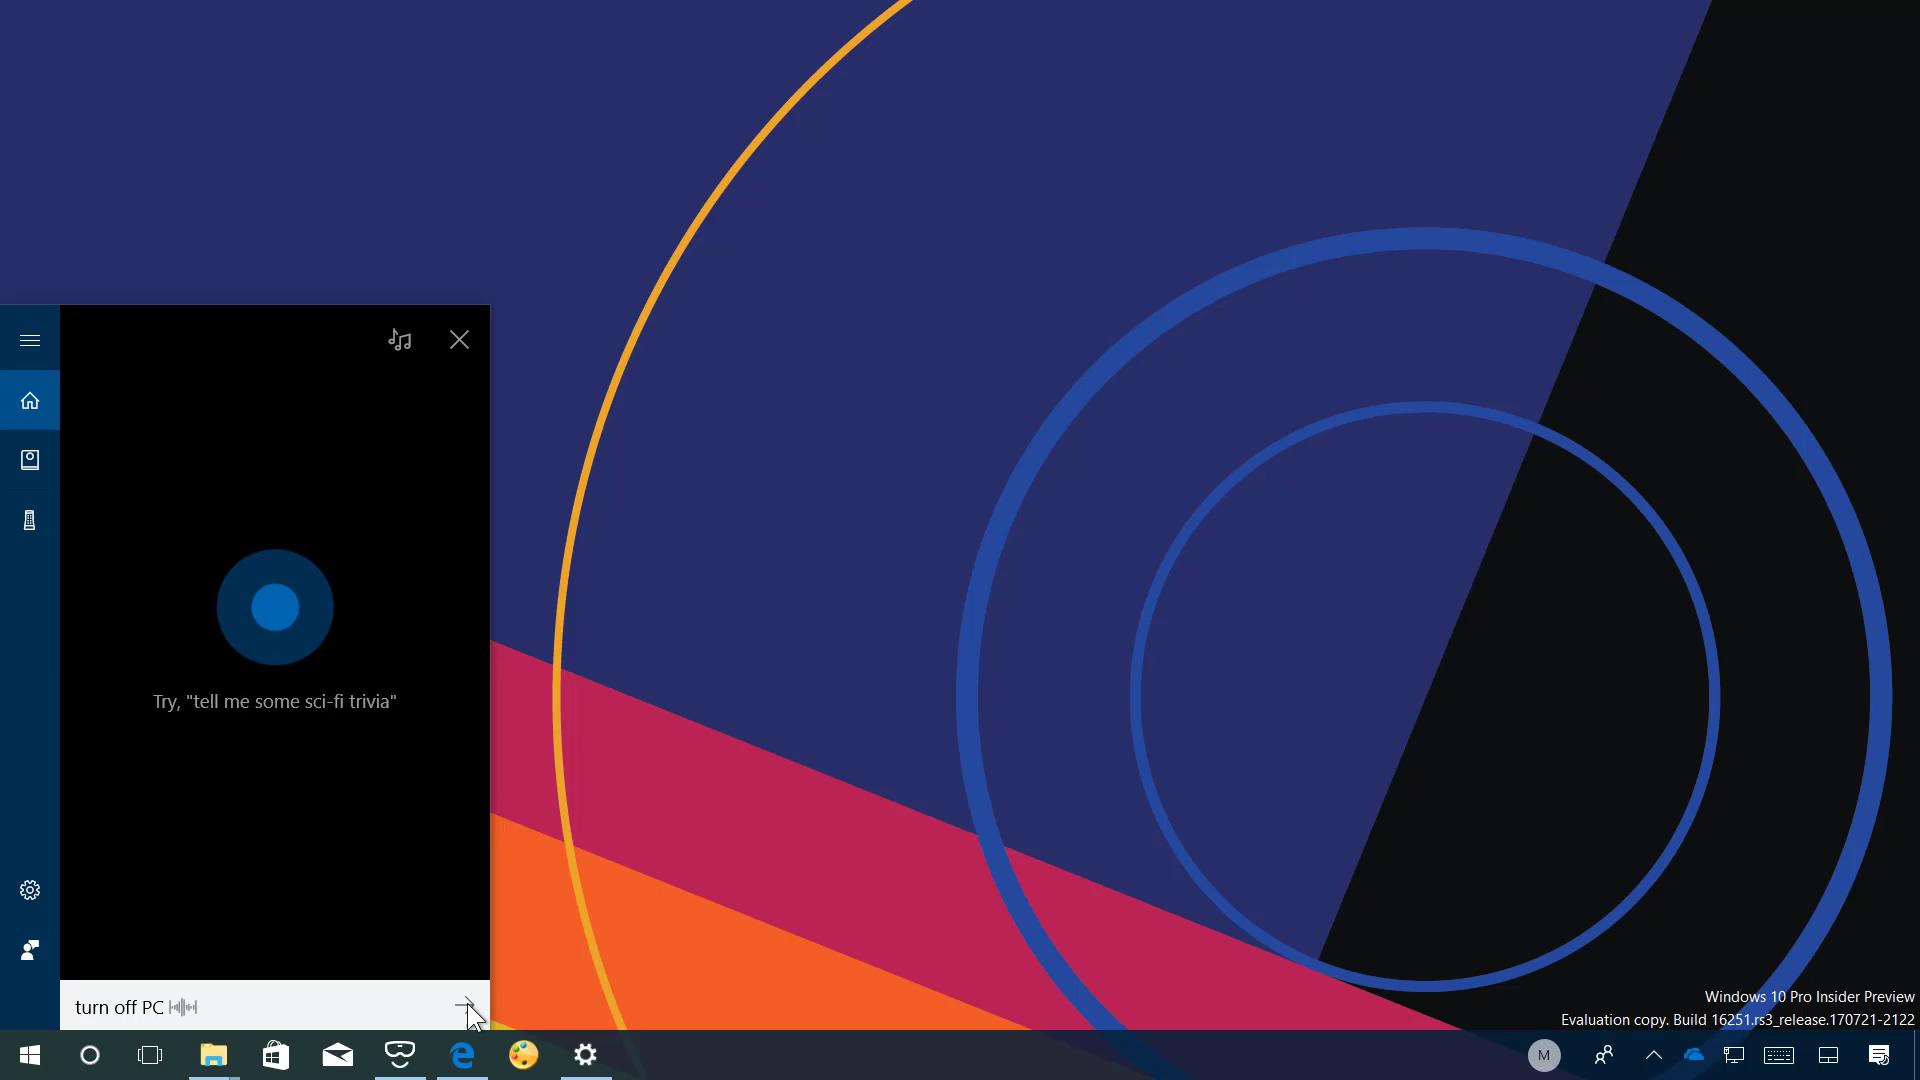 Try, "tell me some sci-fi trivia"
turn off PC
Windows 10 Pro Insider Preview
Evaluation copy. Build 16251.rs3_release.170721-2122
M